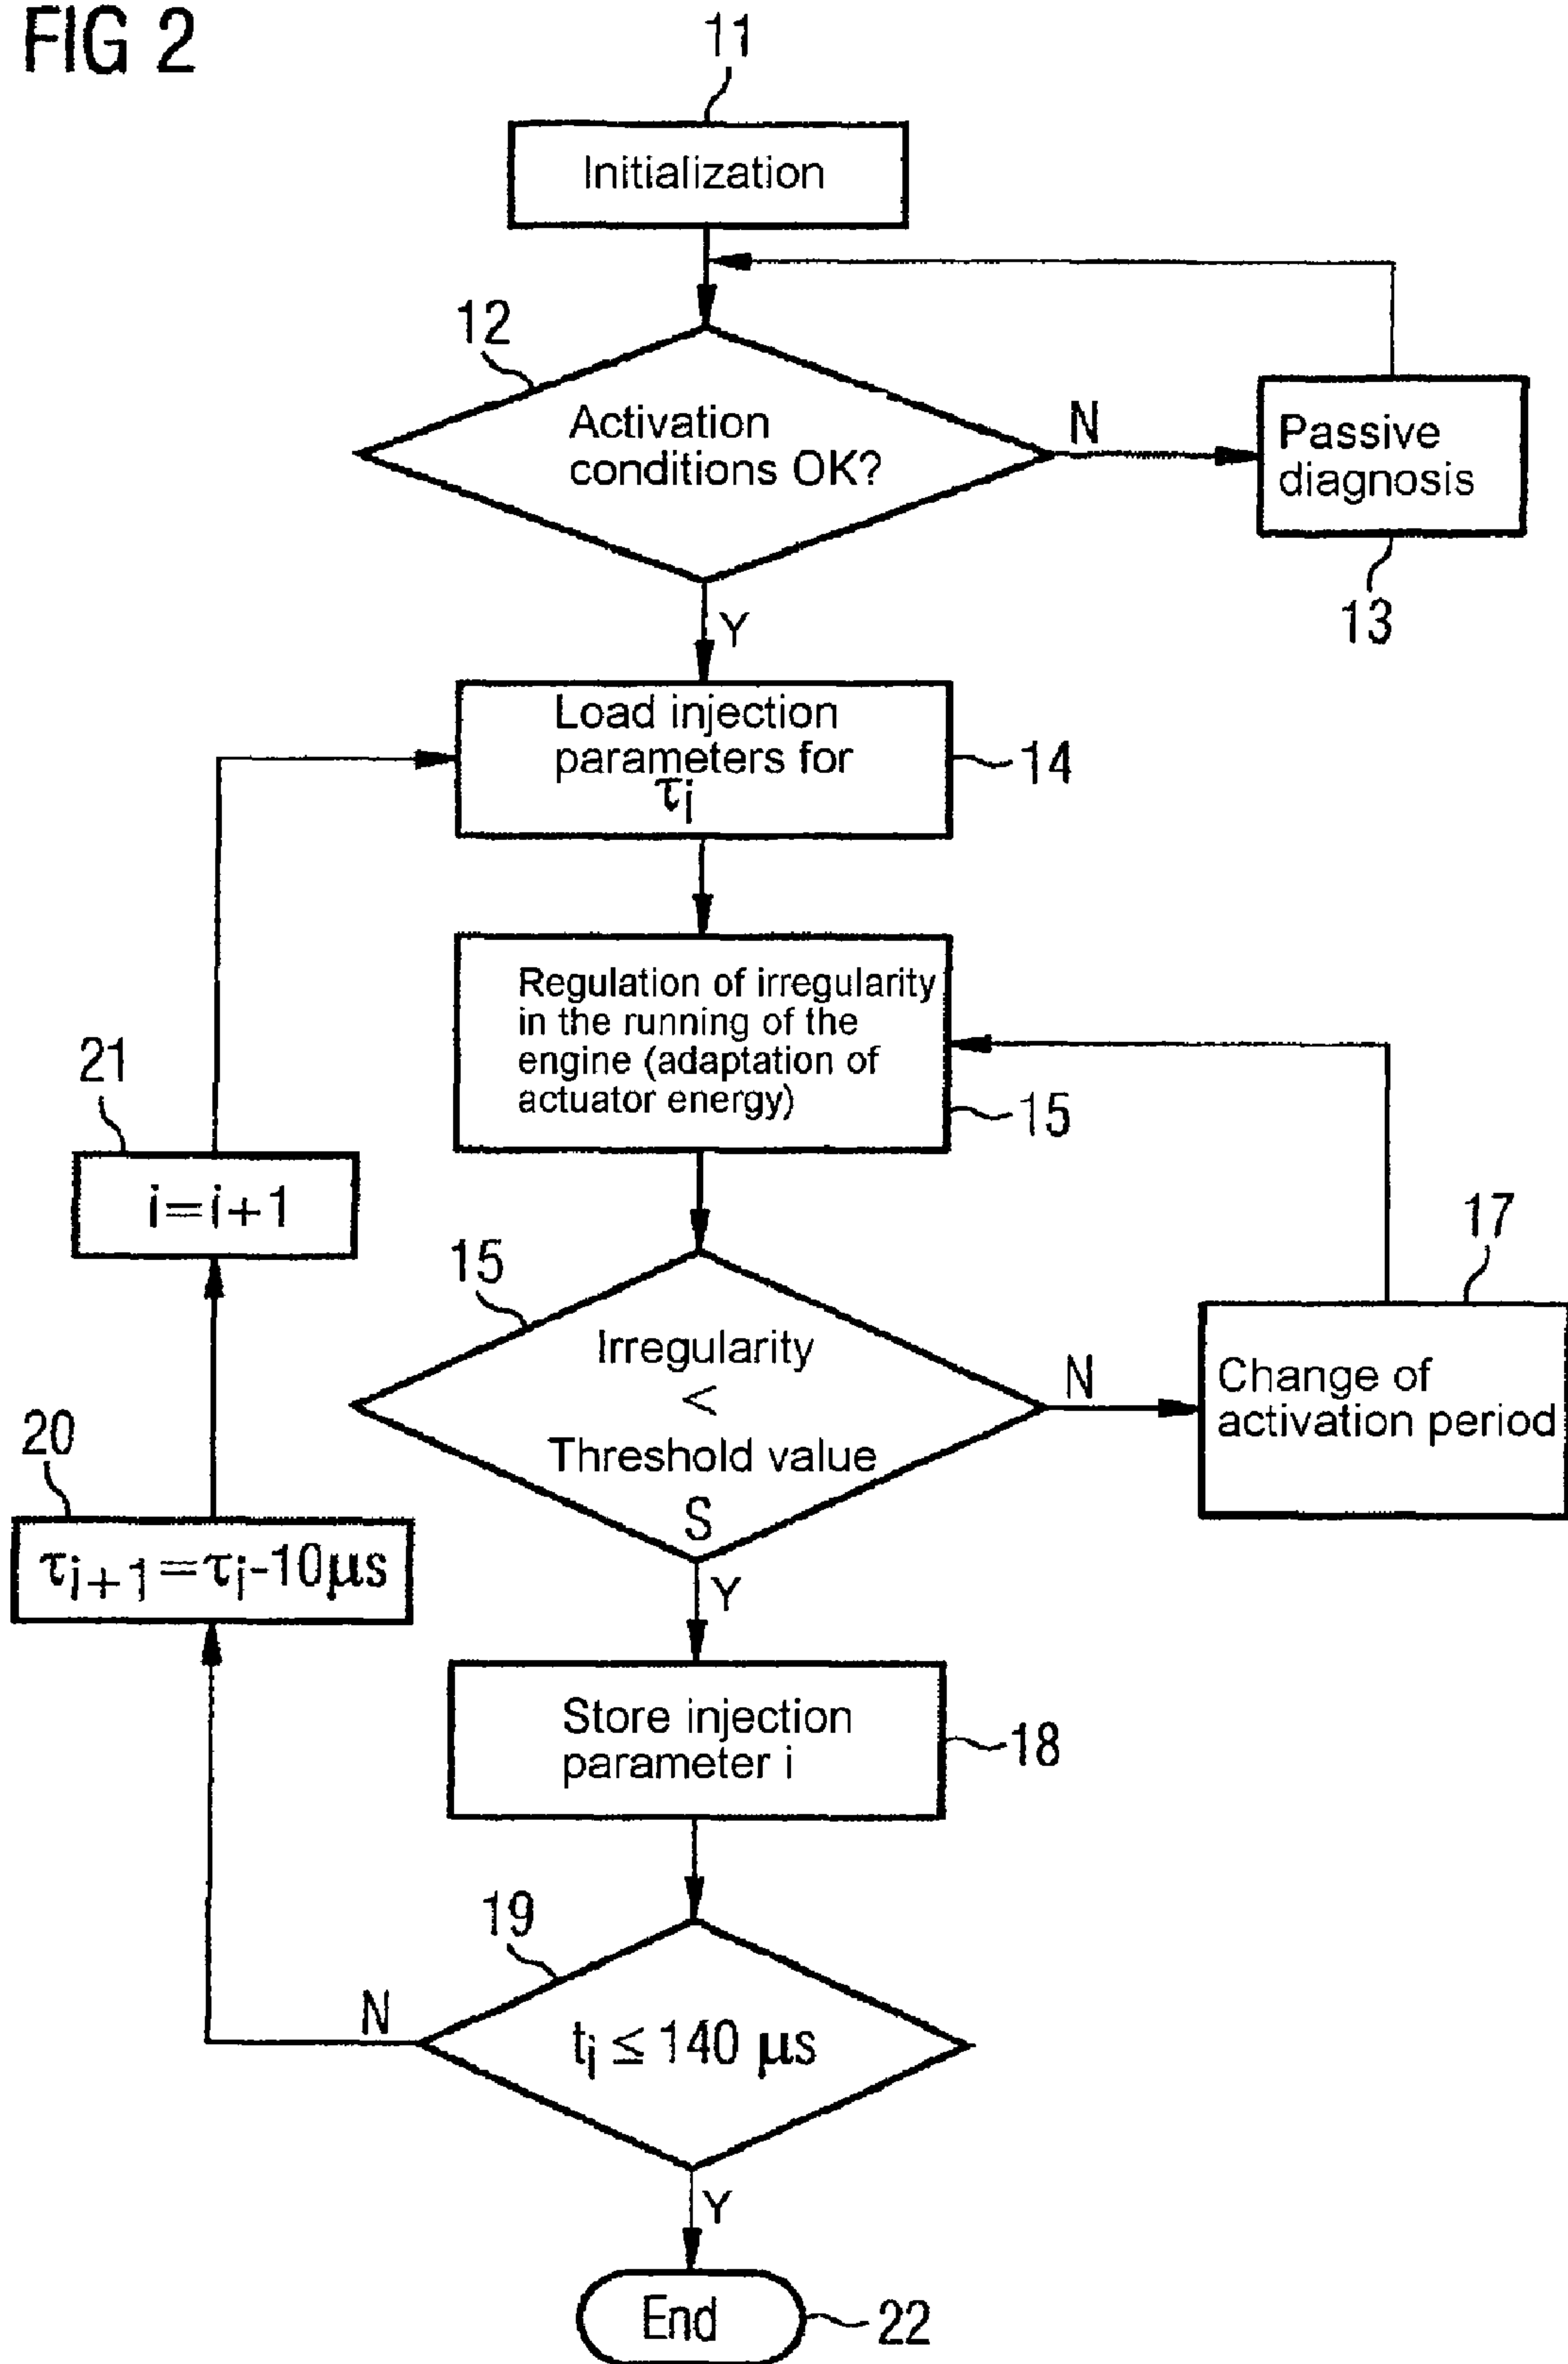 FIG 2
11
Initialization
12
Activation
conditions OK?
N
Passive
diagnosis
13
Y
Load injection
parameters for
τi
14
Regulation of irregularity
in the running of the
engine (adaptation of
actuator energy)
15
21
i=i+1
15
Irregularity
<
Threshold value
S
N
17
Change of
activation period
20
τi+1=τi-10µs
Y
Store injection
parameter i
18
19
ti ≤ 140 µs
N
Y
End
22